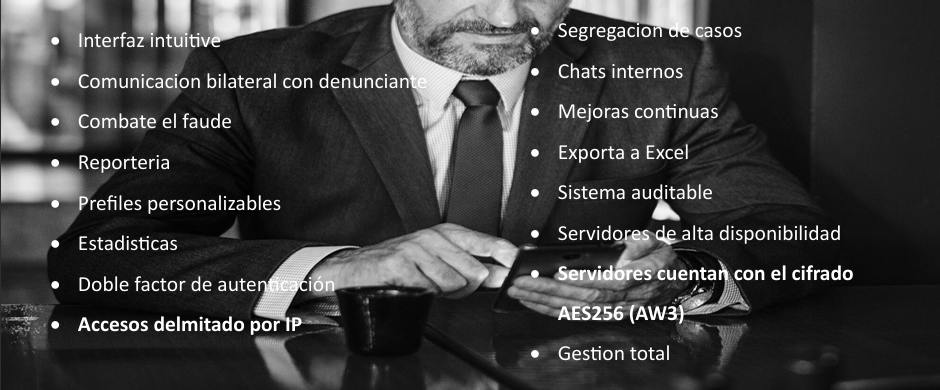 • Interfaz intuitive
• Comunicacion bilateral con denunciante
• Combate el faude
• Reporteria
• Prefiles personalizables
• Estadisticas
• Doble factor de autenticación
• Accesos delmitado por IP
• Segregacion de casos
• Chats internos
• Mejoras continuas
• Exporta a Excel
• Sistema auditable
• Servidores de alta disponibilidad
• Servidores cuentan con el cifrado
AES256 (AW3)
• Gestion total